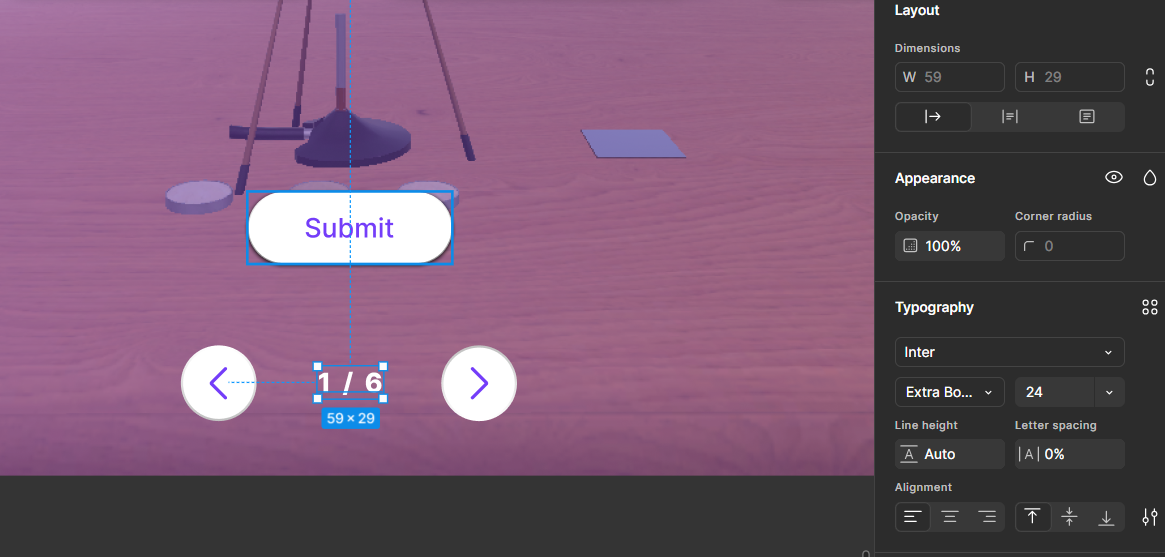 Layout
Dimensions
W 59
H 29
Appearance
Opacity
Corner radius
100%
0
Typography
Inter
Extra Bo...
24
Line height
Letter spacing
A Auto
|A| 0%
Alignment
Submit
1 / 6
59 × 29